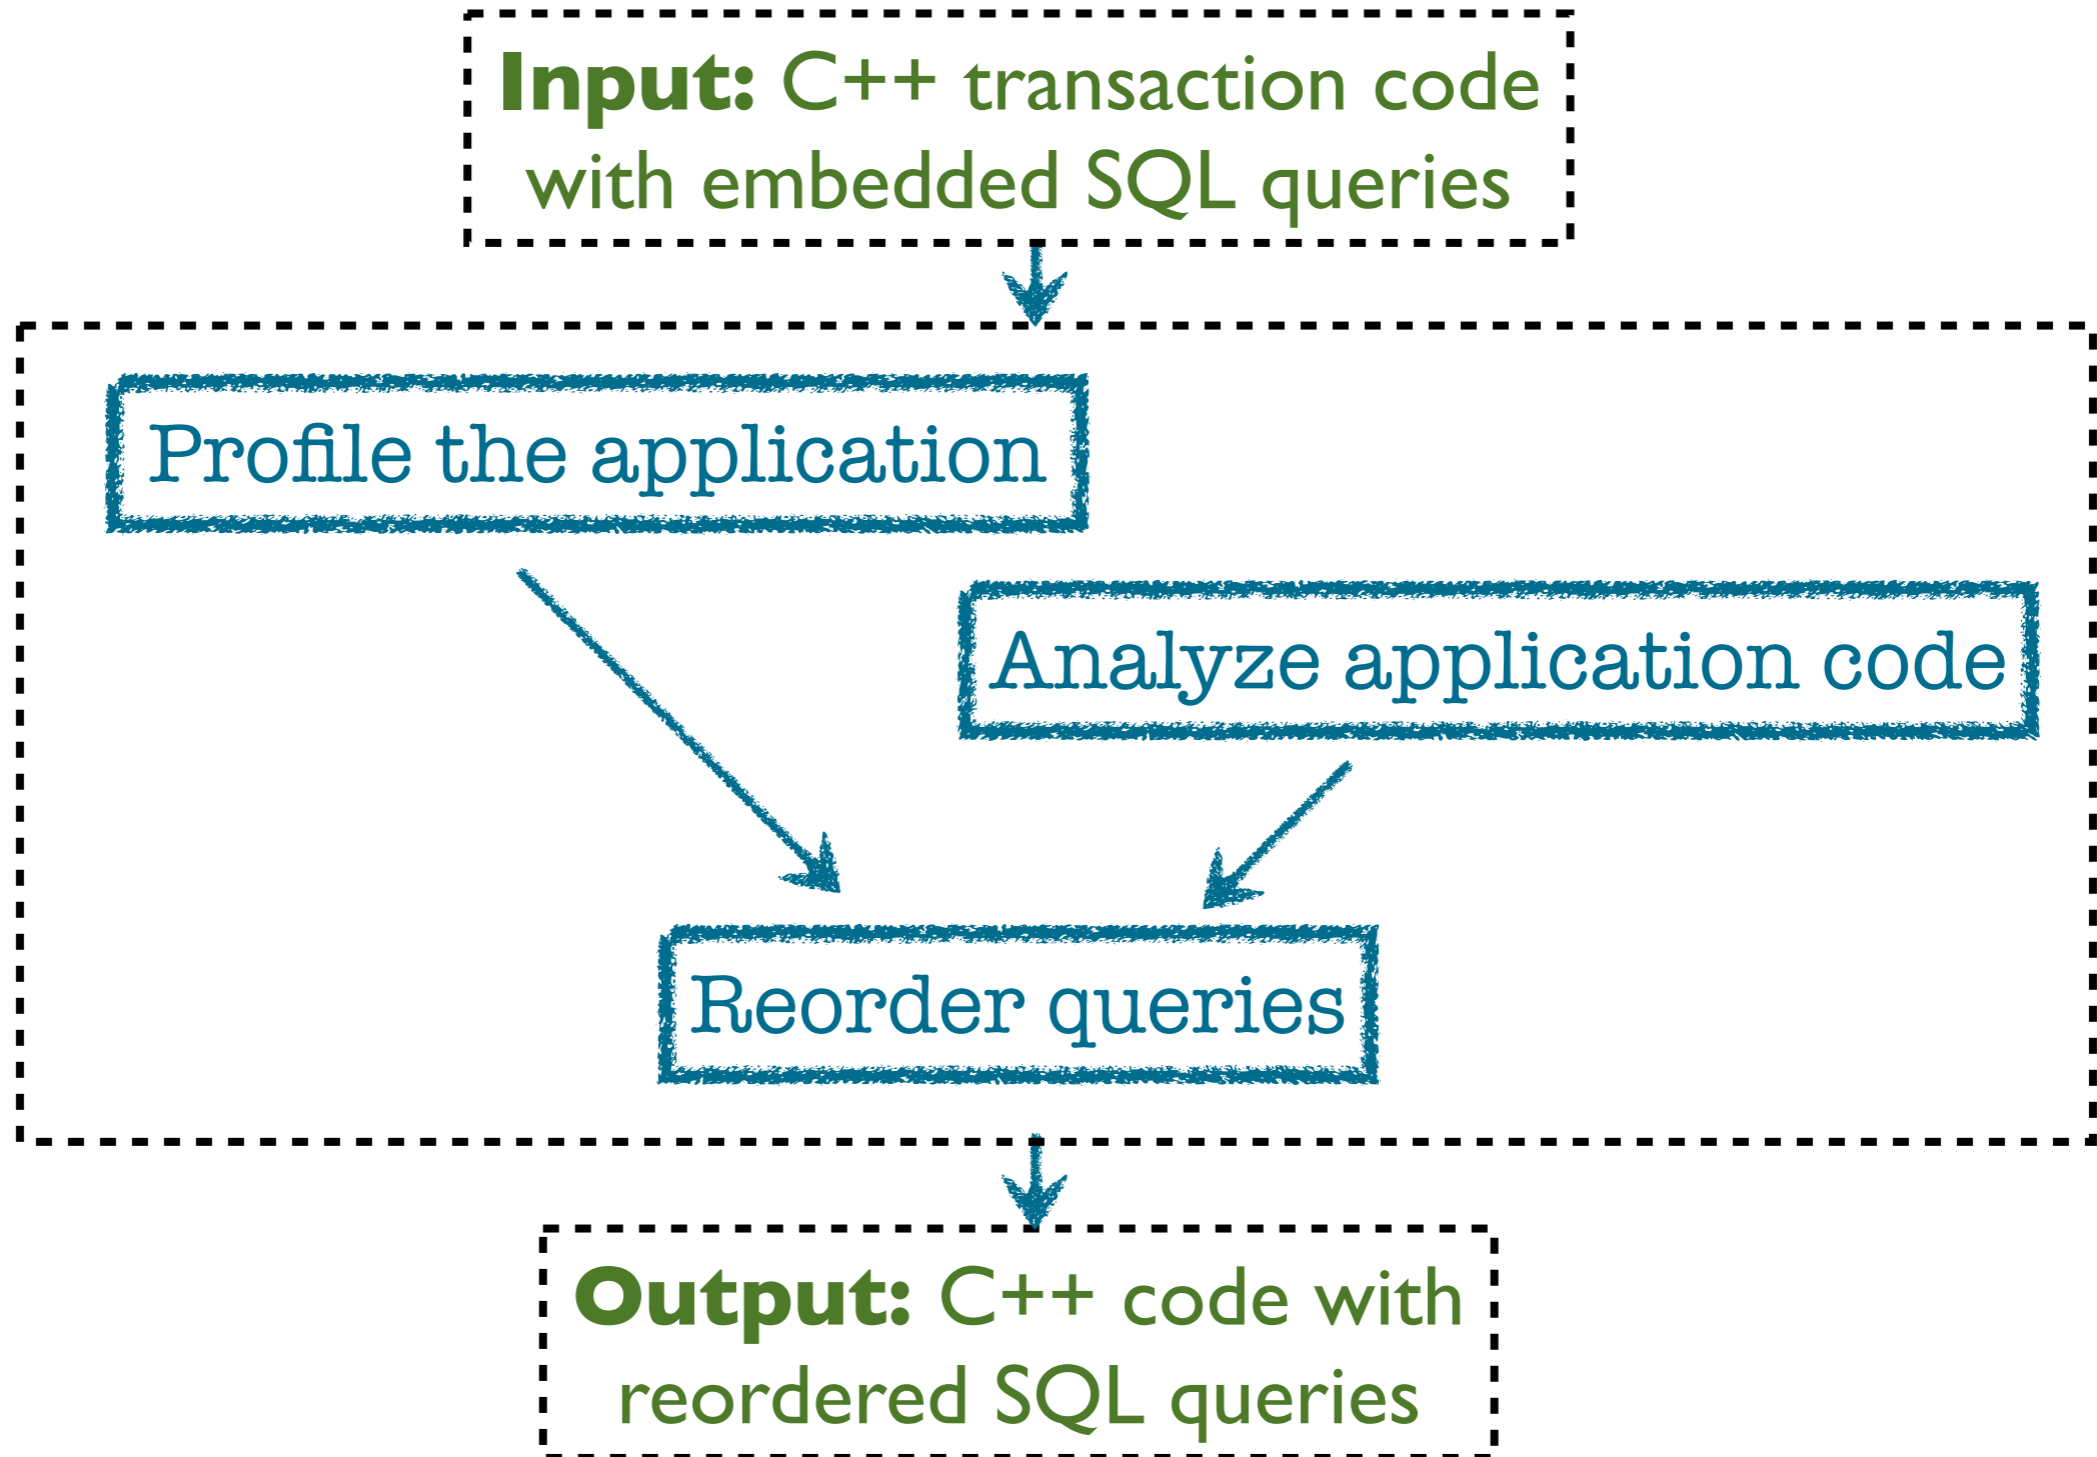 Input: C++ transaction code
with embedded SQL queries
Profile the application
Analyze application code
Reorder queries
Output: C++ code with
reordered SQL queries